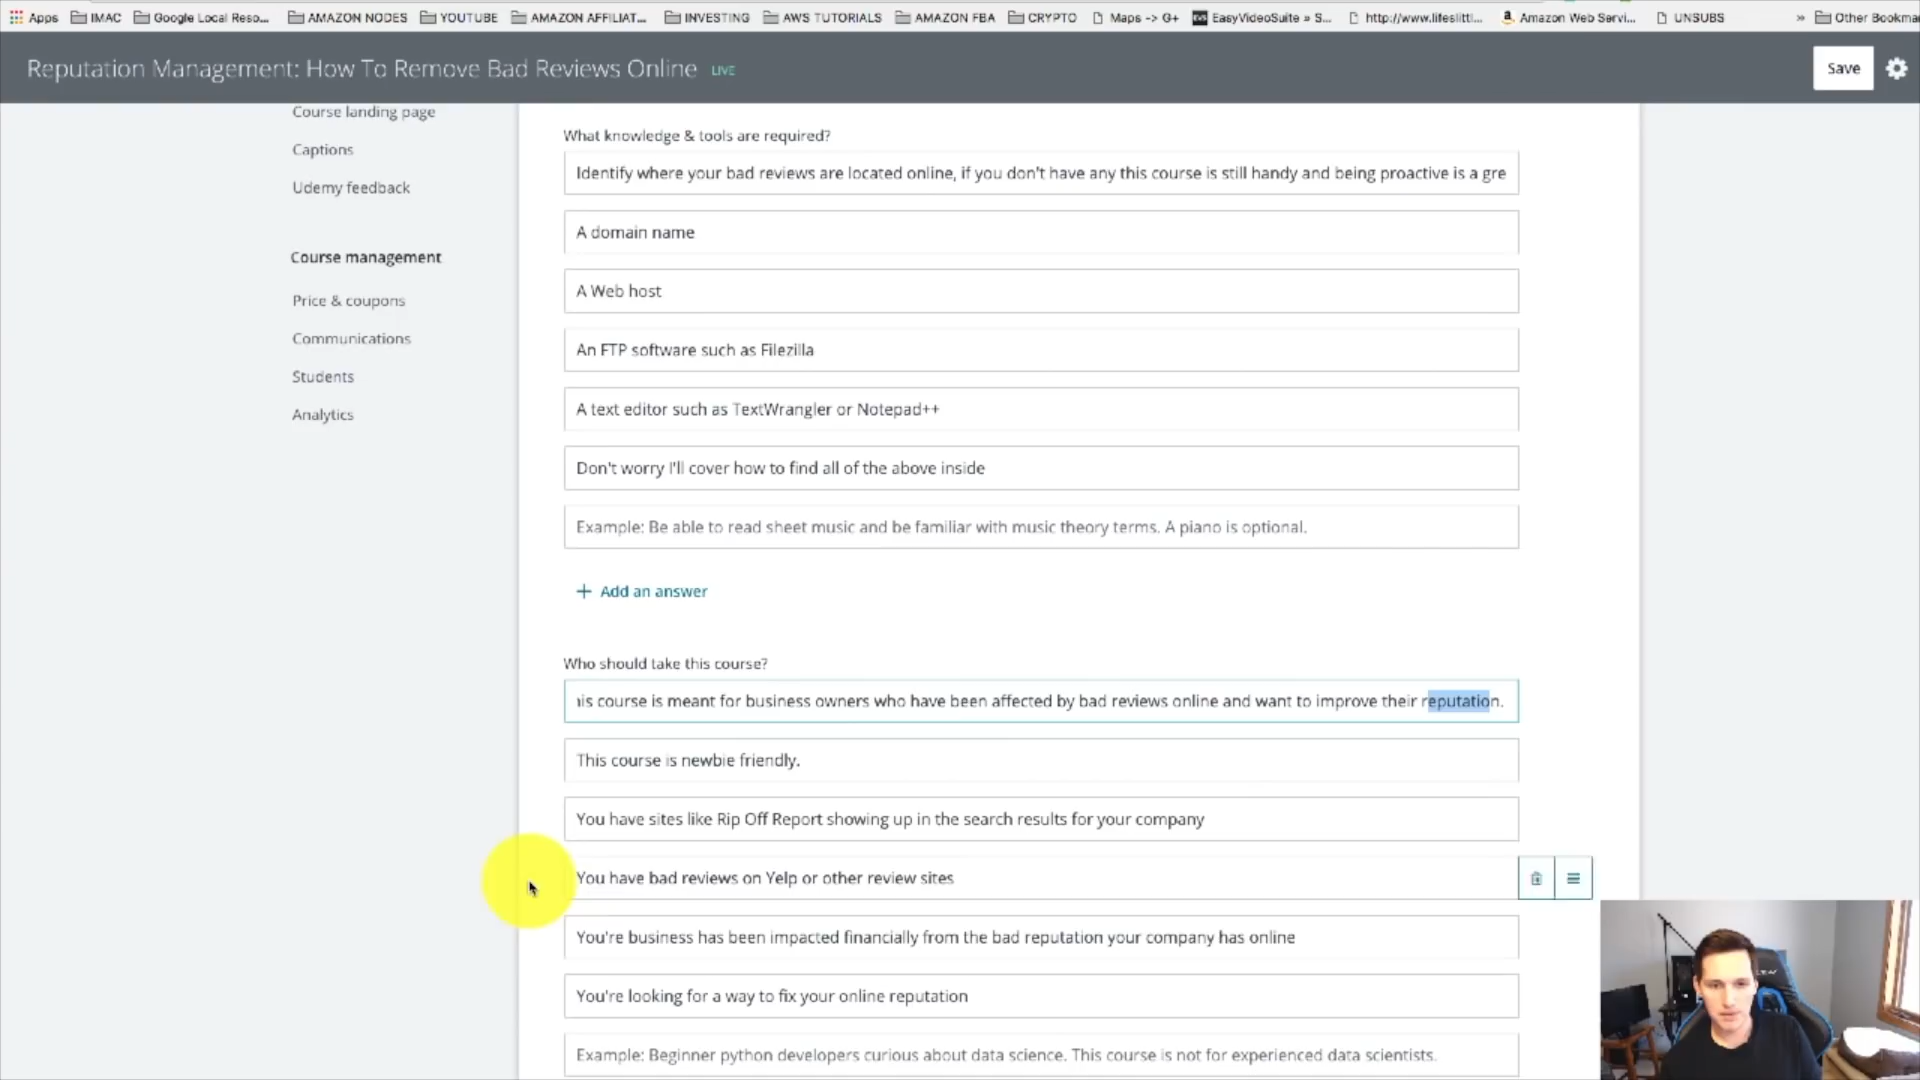 Apps IMAC Google Local Reso... AMAZON NODES YOUTUBE AMAZON AFFILIAT... INVESTING AWS TUTORIALS AMAZON FBA CRYPTO Maps -> G+ EasyVideoSuite » S... http://www.lifeslittl... Amazon Web Servi... UNSUBS » Other Bookma
Reputation Management: How To Remove Bad Reviews Online LIVE
Save
Course landing page
Captions
Udemy feedback
Course management
Price & coupons
Communications
Students
Analytics
What knowledge & tools are required?
Identify where your bad reviews are located online, if you don't have any this course is still handy and being proactive is a gre
A domain name
A Web host
An FTP software such as Filezilla
A text editor such as TextWrangler or Notepad++
Don't worry I'll cover how to find all of the above inside
Example: Be able to read sheet music and be familiar with music theory terms. A piano is optional.
+ Add an answer
Who should take this course?
his course is meant for business owners who have been affected by bad reviews online and want to improve their reputation.
This course is newbie friendly.
You have sites like Rip Off Report showing up in the search results for your company
You have bad reviews on Yelp or other review sites
You're business has been impacted financially from the bad reputation your company has online
You're looking for a way to fix your online reputation
Example: Beginner python developers curious about data science. This course is not for experienced data scientists.